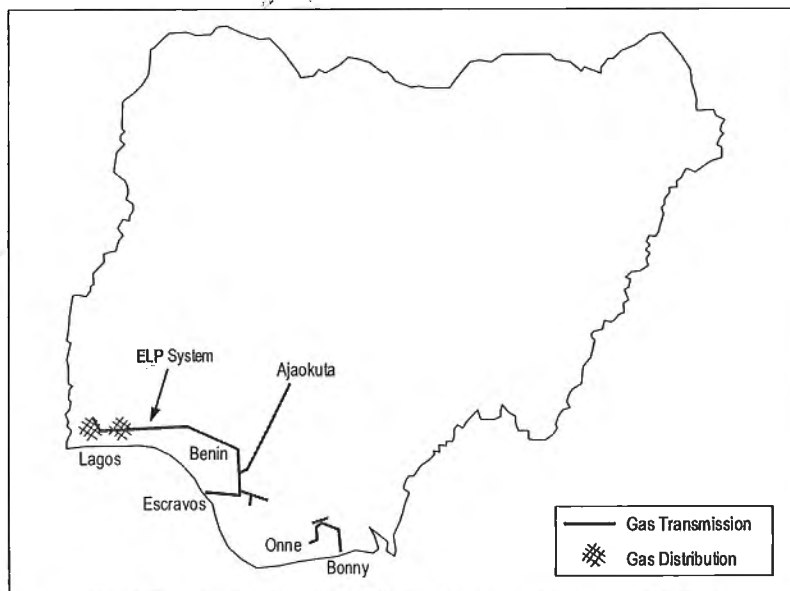 ELP System
Ajaokuta
Benin
Lagos
Escravos
Onne
Bonny
Gas Transmission
Gas Distribution